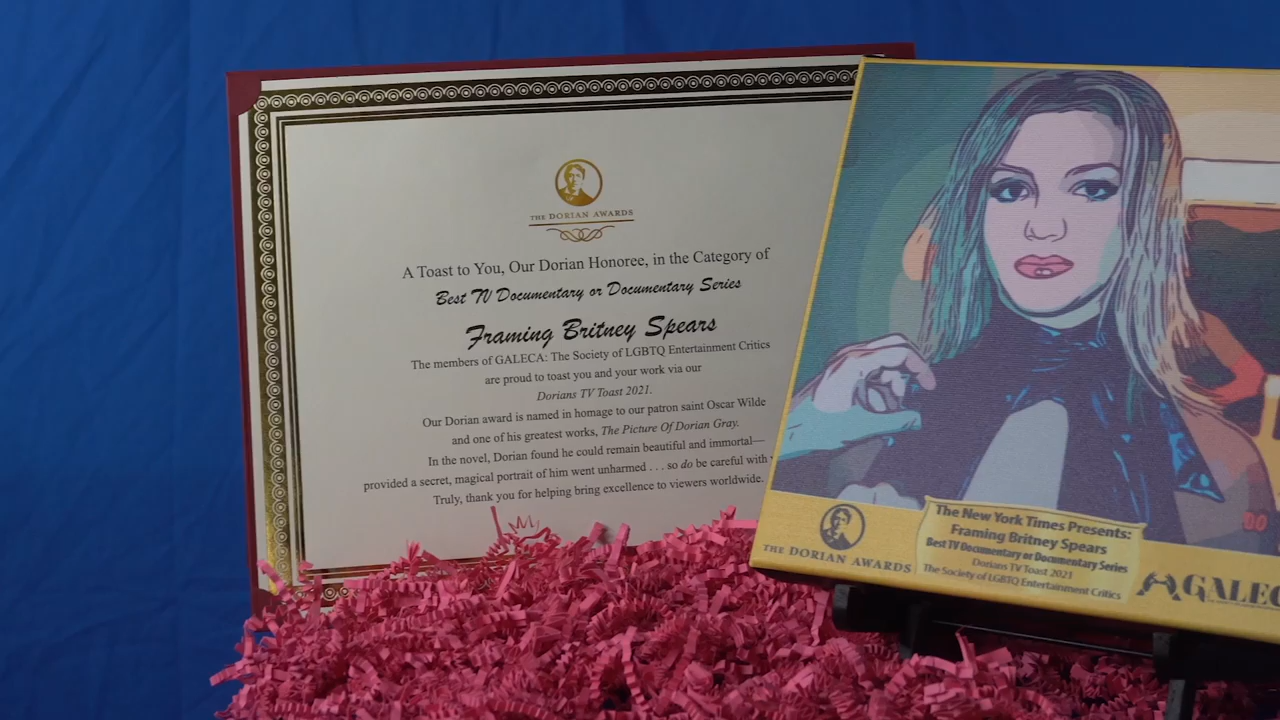 THE DORIAN AWARDS
A Toast to You, Our Dorian Honoree, in the Category of
Best TV Documentary or Documentary Series
Framing Britney Spears
The members of GALECA: The Society of LGBTQ Entertainment Critics
are proud to toast you and your work via our
Dorians TV Toast 2021.
Our Dorian award is named in homage to our patron saint Oscar Wilde
and one of his greatest works, The Picture Of Dorian Gray.
In the novel, Dorian found he could remain beautiful and immortal—
provided a secret, magical portrait of him went unharmed . . . so do be careful with
Truly, thank you for helping bring excellence to viewers worldwide.
THE DORIAN AWARDS
The New York Times Presents:
Framing Britney Spears
Best TV Documentary or Documentary Series
Dorians TV Toast 2021
The Society of LGBTQ Entertainment Critics
GALEC